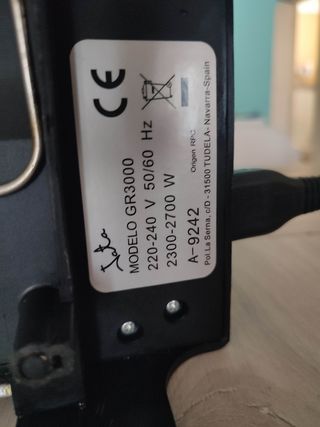 Jata
MODELO GR3000
220-240 V 50/60 Hz
2300-2700 W
Origen RPC
A-9242
Pol.La Serna, c/D - 31500 TUDELA- Navarra-Spain
CE